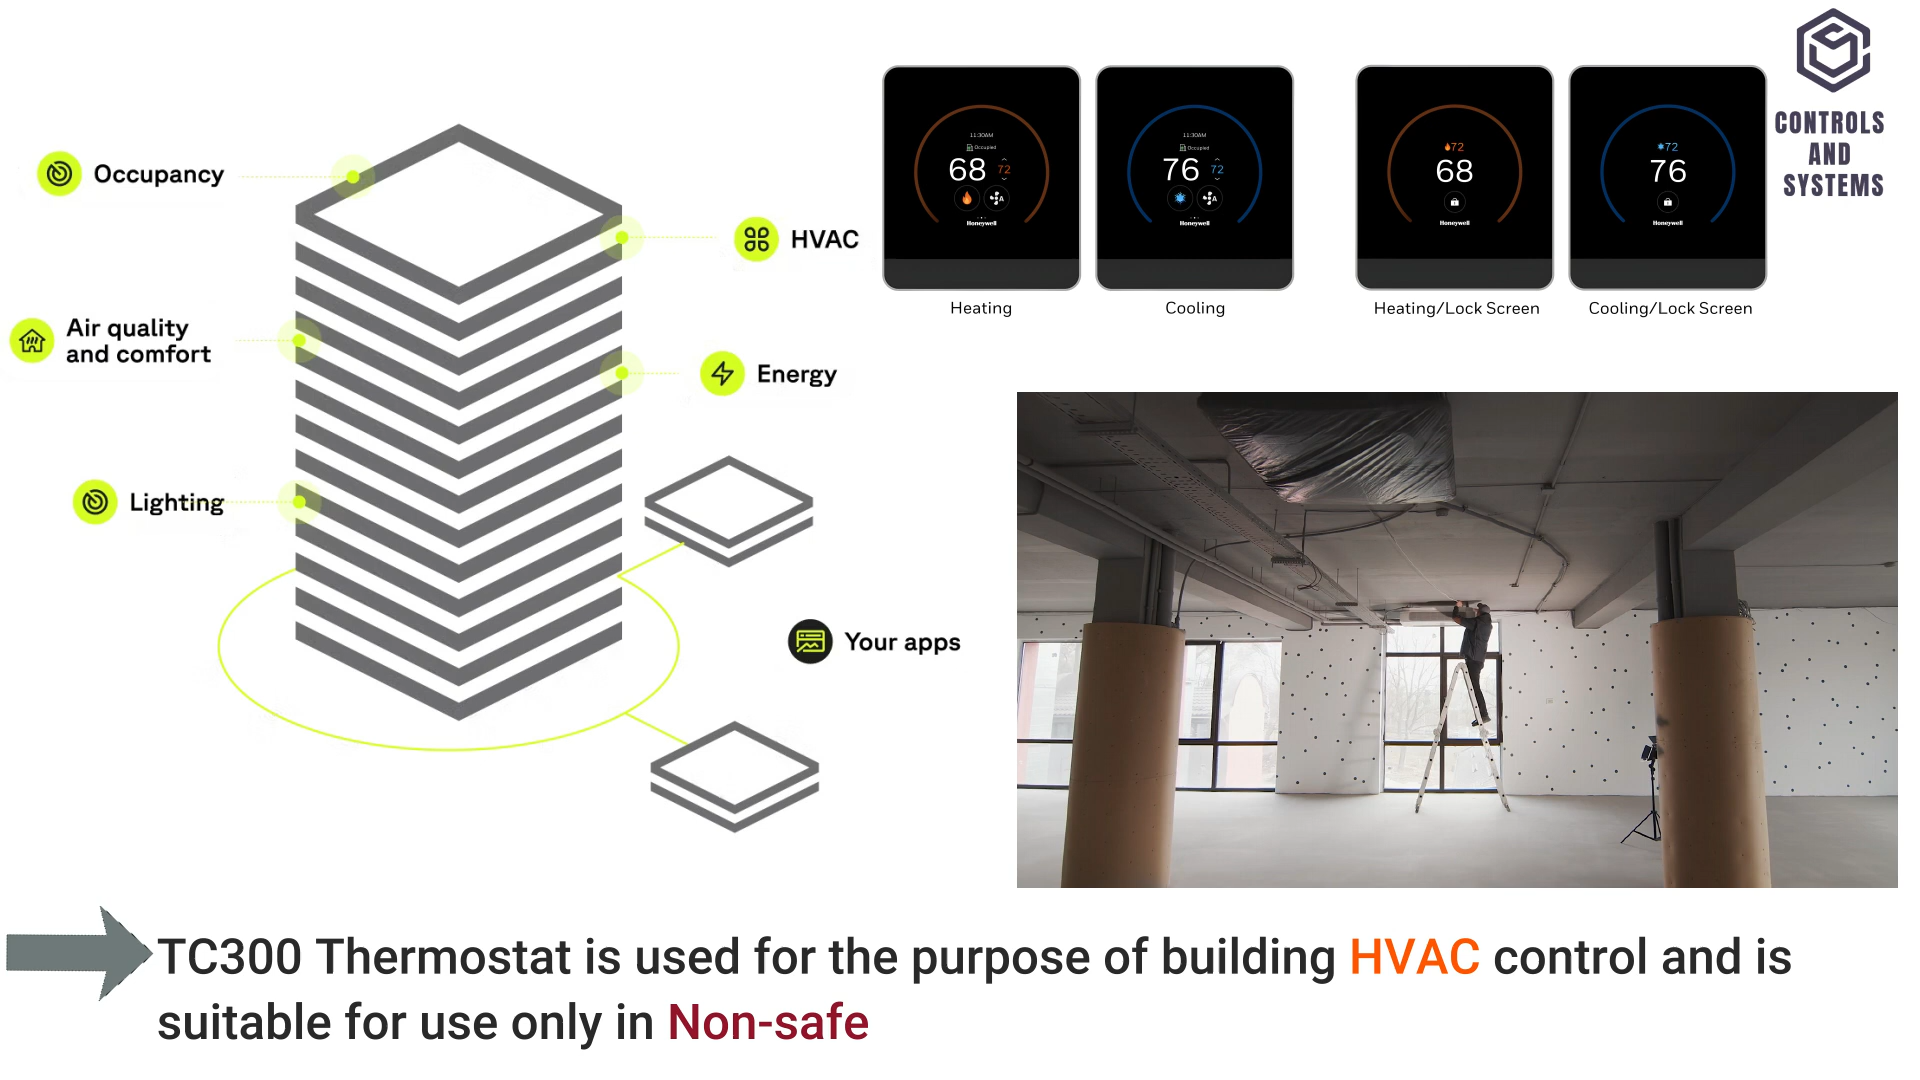 Occupancy
Air quality
and comfort
Lighting
HVAC
Energy
Your apps
11:30AM
Occupied
68 72
A
Honeywell
Heating
11:30AM
Occupied
76 72
A
Honeywell
Cooling
72
68
Honeywell
Heating/Lock Screen
72
76
Honeywell
Cooling/Lock Screen
CONTROLS
AND
SYSTEMS
TC300 Thermostat is used for the purpose of building HVAC control and is
suitable for use only in Non-safe